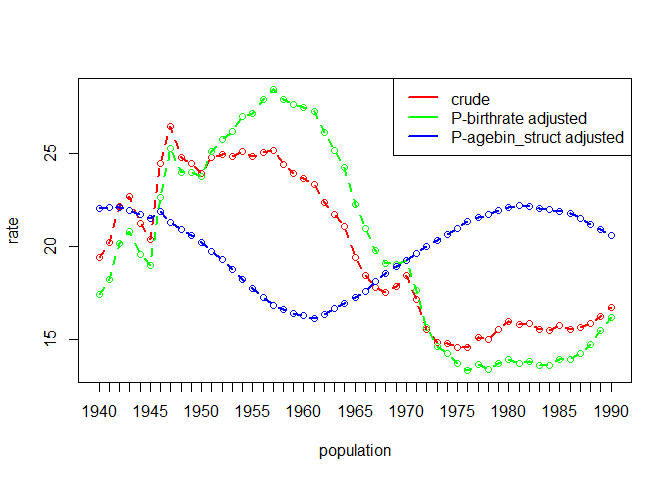 crude
P-birthrate adjusted
P-agebin_struct adjusted
rate
25
20
15
1940 1945 1950 1955 1960 1965 1970 1975 1980 1985 1990
population